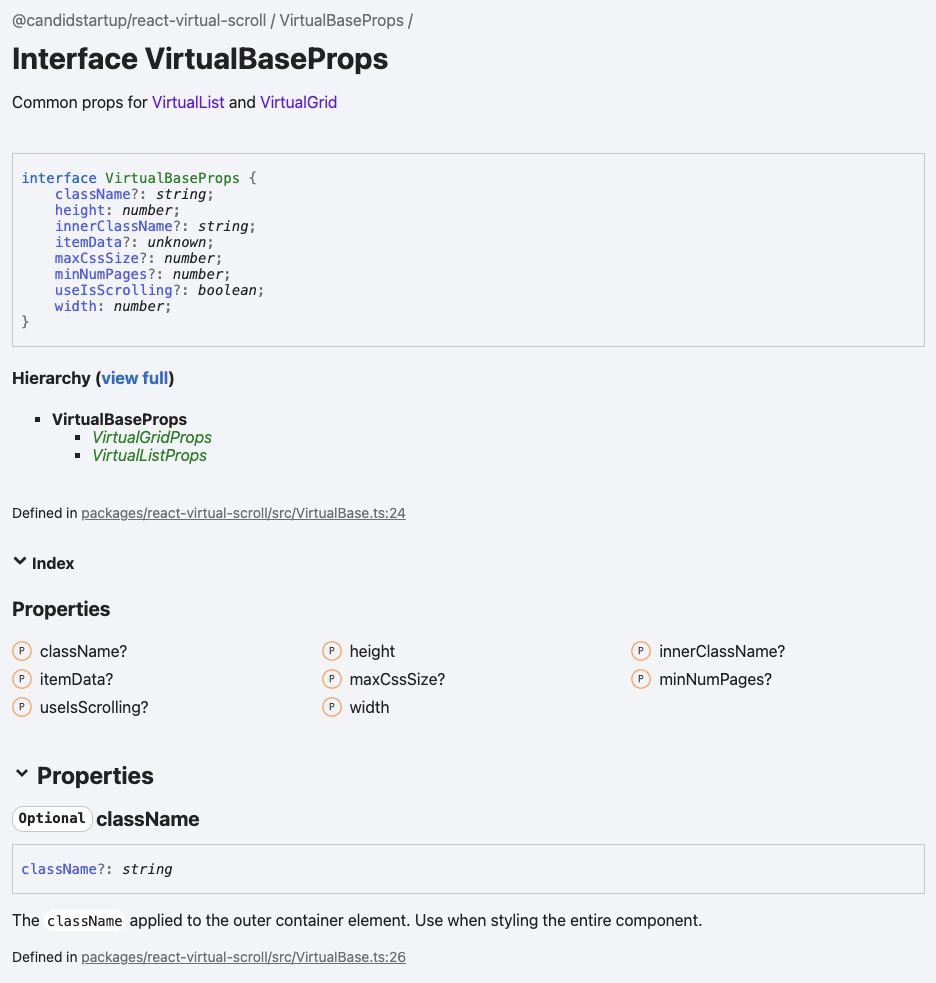 @candidstartup/react-virtual-scroll / VirtualBaseProps /
Interface VirtualBaseProps
Common props for VirtualList and VirtualGrid
interface VirtualBaseProps {
    className?: string;
    height: number;
    innerClassName?: string;
    itemData?: unknown;
    maxCssSize?: number;
    minNumPages?: number;
    useIsScrolling?: boolean;
    width: number;
}
Hierarchy (view full)
VirtualBaseProps
VirtualGridProps
VirtualListProps
Defined in packages/react-virtual-scroll/src/VirtualBase.ts:24
Index
Properties
P className? P height P innerClassName?
P itemData? P maxCssSize? P minNumPages?
P useIsScrolling? P width
Properties
Optional className
className?: string
The className applied to the outer container element. Use when styling the entire component.
Defined in packages/react-virtual-scroll/src/VirtualBase.ts:26